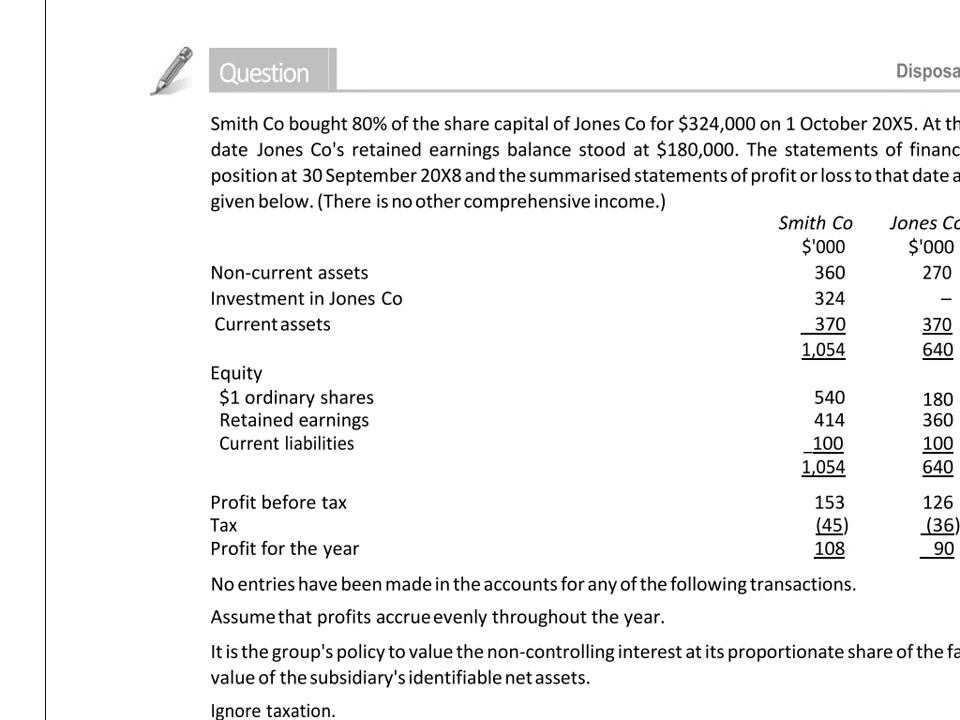 Question
Disposa
Smith Co bought 80% of the share capital of Jones Co for $324,000 on 1 October 20X5. At th
date Jones Co's retained earnings balance stood at $180,000. The statements of financ
position at 30 September 20X8 and the summarised statements of profit or loss to that date a
given below. (There is no other comprehensive income.)
Smith Co Jones Co
$'000 $'000
Non-current assets 360 270
Investment in Jones Co 324 –
Current assets 370 370
1,054 640
Equity
$1 ordinary shares 540 180
Retained earnings 414 360
Current liabilities 100 100
1,054 640
Profit before tax 153 126
Tax (45) (36)
Profit for the year 108 90
No entries have been made in the accounts for any of the following transactions.
Assume that profits accrue evenly throughout the year.
It is the group's policy to value the non-controlling interest at its proportionate share of the fa
value of the subsidiary's identifiable net assets.
Ignore taxation.